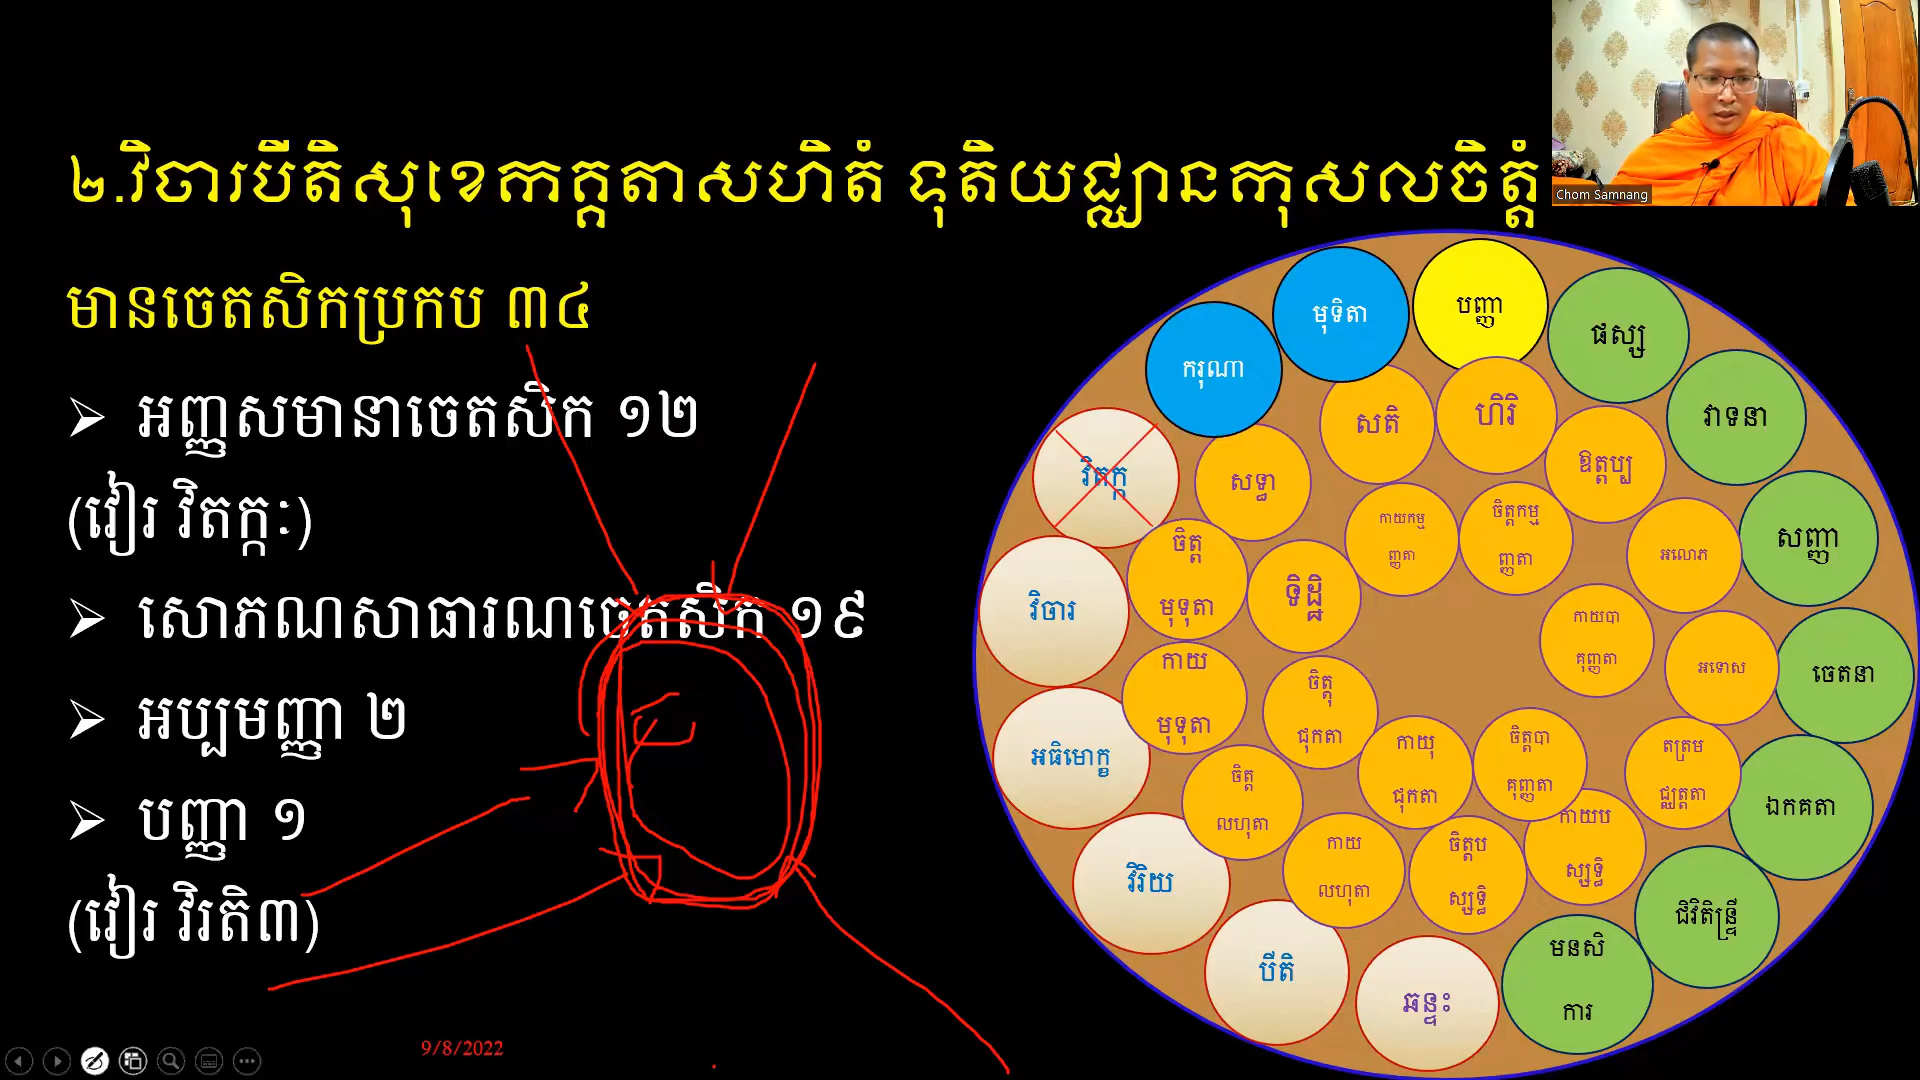 ២.វិចារបីតិសុខេកគ្គតាសហិតំ ទុតិយជ្ឈានកុសលចិត្តំ
Chom Samnang
មានចេតសិកប្រកប ៣៤
➢ អញ្ញសមានាចេតសិក ១២
(វៀរ វិតក្កៈ)
➢ សោភណសាធារណចេតសិក ១៩
➢ អប្បមញ្ញា ២
➢ បញ្ញា ១
(វៀរ វិរតិ៣)
9/8/2022
មុទិតា
បញ្ញា
ផស្ស
ករុណា
វាទនា
សតិ
ហិរិ
ឱត្តប្ប
វិតក្ក
សទ្ធា
សញ្ញា
កាយកម្ម
ញ្ញតា
ចិត្តកម្ម
ញ្ញតា
អលោភ
ចិត្ត
មុទុតា
ទិដ្ឋិ
វិចារ
កាយបា
គុញ្ញតា
អទោស
ចេតនា
កាយ
មុទុតា
ចិត្តុ
ជុកតា
អធិមោក្ខ
កាយុ
ជុកតា
ចិត្តបា
គុញ្ញតា
តត្រម
ជ្ឈត្តតា
ឯកគតា
ចិត្ត
លហុតា
កាយ
លហុតា
ចិត្តប
ស្សទ្ធិ
កាយប
ស្សទ្ធិ
វិរិយ
ជិវិតិន្ទ្រី
បីតិ
ឆន្ទះ
មនសិ
ការ